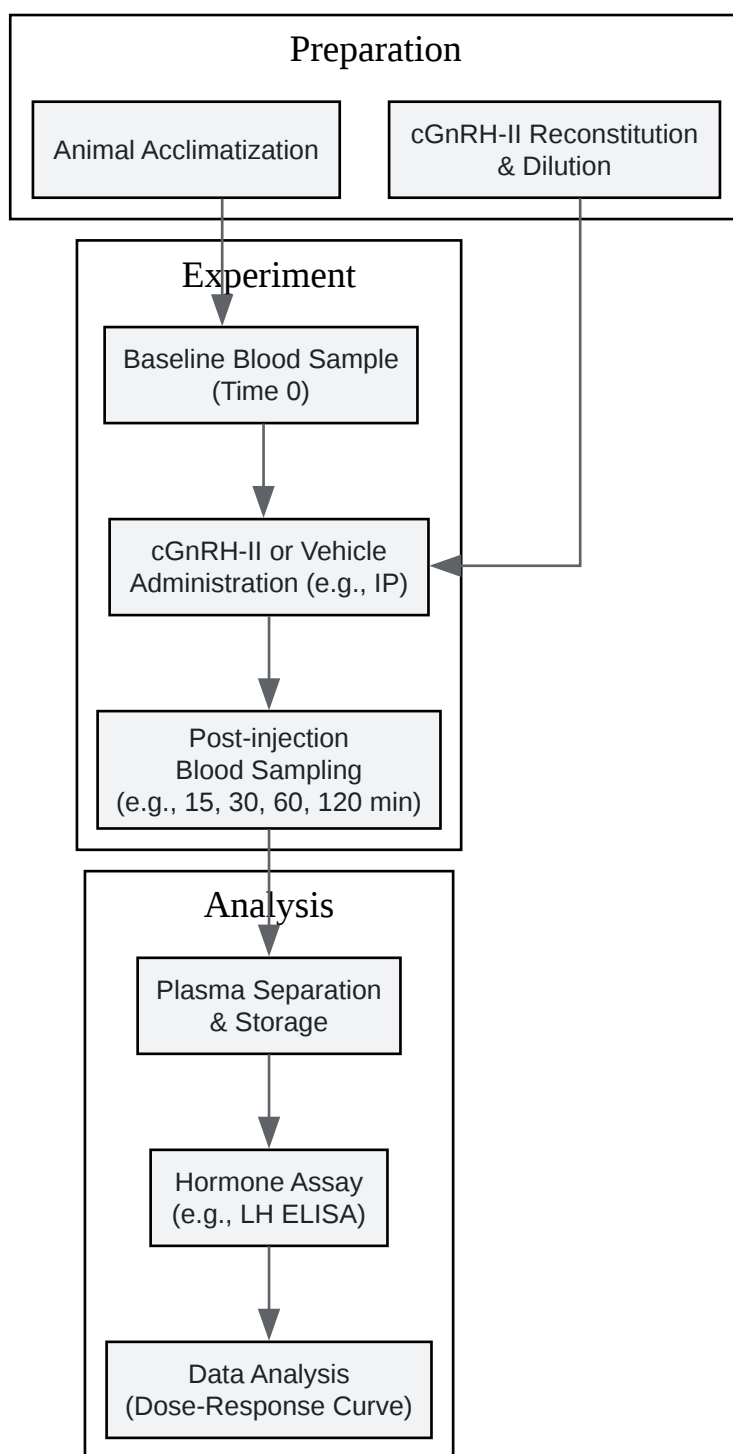 Preparation
Animal Acclimatization
cGnRH-II Reconstitution
& Dilution
Experiment
Baseline Blood Sample
(Time 0)
cGnRH-II or Vehicle
Administration (e.g., IP)
Post-injection
Blood Sampling
(e.g., 15, 30, 60, 120 min)
Analysis
Plasma Separation
& Storage
Hormone Assay
(e.g., LH ELISA)
Data Analysis
(Dose-Response Curve)